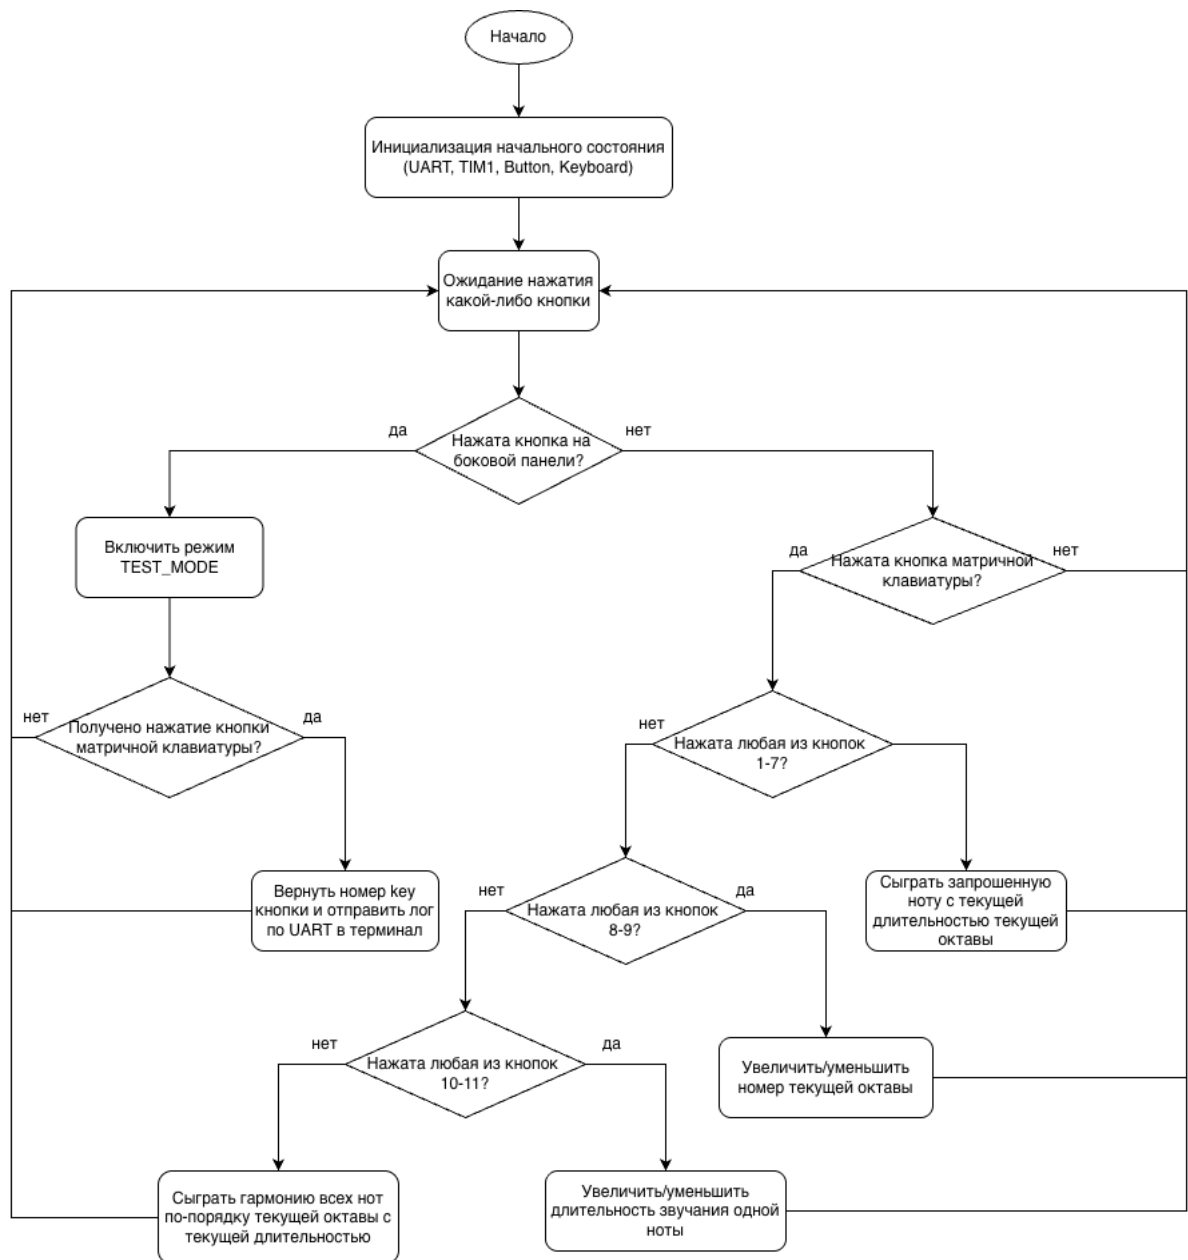 Начало
Инициализация начального состояния
(UART, TIM1, Button, Keyboard)
Ожидание нажатия
какой-либо кнопки
да
нет
Нажата кнопка на
боковой панели?
Включить режим
TEST_MODE
да
нет
Нажата кнопка матричной
клавиатуры?
нет
да
Получено нажатие кнопки
матричной клавиатуры?
нет
Нажата любая из кнопок
1-7?
Вернуть номер key
кнопки и отправить лог
по UART в терминал
нет
да
Нажата любая из кнопок
8-9?
Сыграть запрошенную
ноту с текущей
длительностью текущей
октавы
нет
да
Нажата любая из кнопок
10-11?
Увеличить/уменьшить
номер текущей октавы
Сыграть гармонию всех нот
по-порядку текущей октавы с
текущей длительностью
Увеличить/уменьшить
длительность звучания одной
ноты